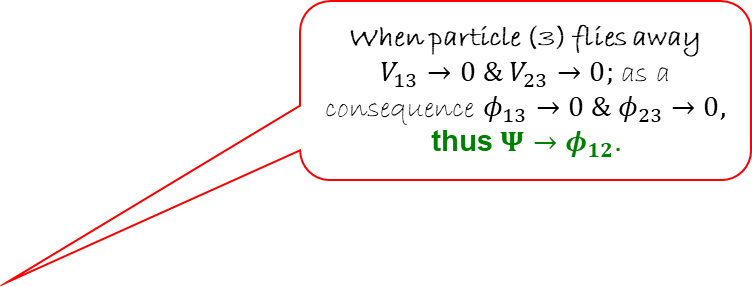 When particle (3) flies away
V₁₃ → 0 & V₂₃ → 0; as a
consequence ϕ₁₃ → 0 & ϕ₂₃ → 0,
thus Ψ → ϕ₁₂.